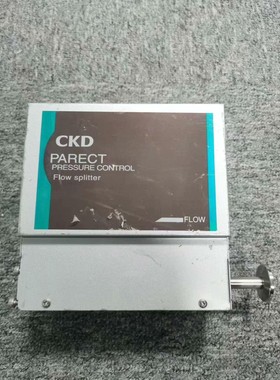 CKD
PARECT
PRESSURE CONTROL
Flow splitter
FLOW